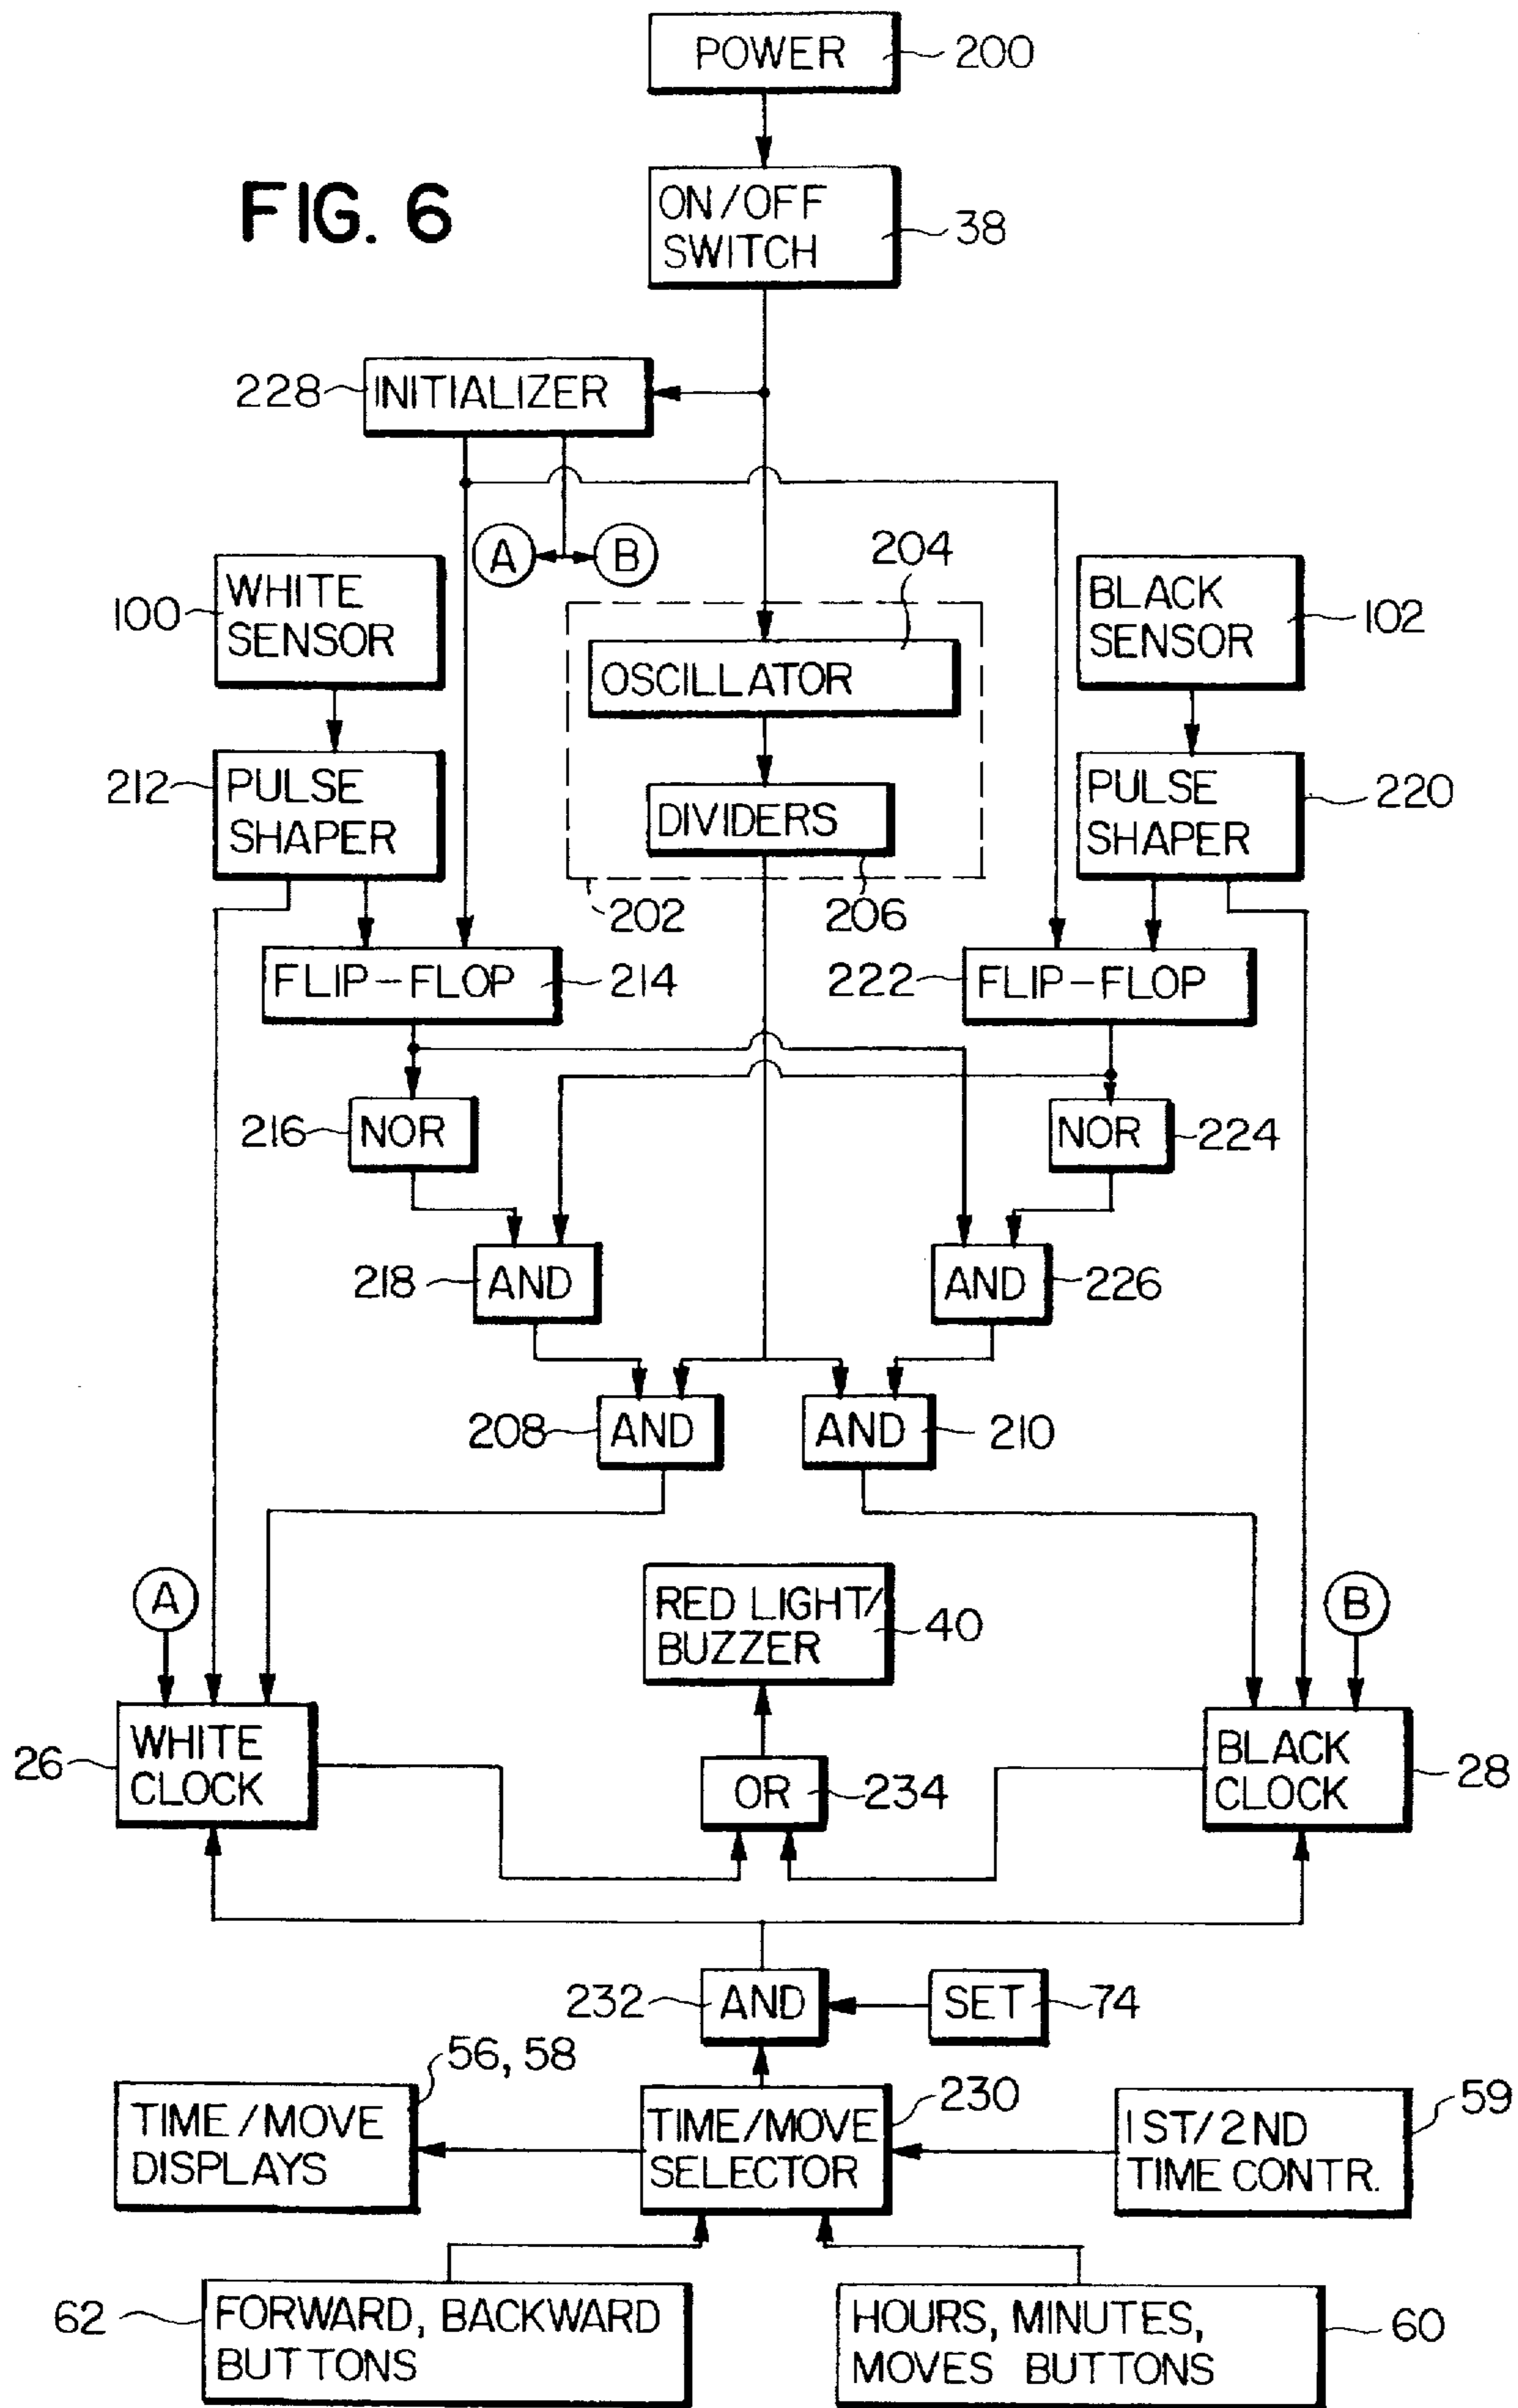 POWER 200
FIG. 6
ON/OFF
SWITCH 38
228 INITIALIZER
A B
204
WHITE
SENSOR
100
BLACK
SENSOR
102
OSCILLATOR
212 PULSE
SHAPER
DIVIDERS
PULSE
SHAPER
220
202 206
FLIP-FLOP 214
222 FLIP-FLOP
216 NOR
NOR 224
218 AND
AND 226
208 AND
AND 210
A
RED LIGHT/
BUZZER
40
B
26 WHITE
CLOCK
OR 234
BLACK
CLOCK
28
232 AND
SET 74
56, 58
TIME/MOVE
DISPLAYS
230
TIME/MOVE
SELECTOR
59
1ST/2ND
TIME CONTR.
62 FORWARD, BACKWARD
BUTTONS
HOURS, MINUTES,
MOVES BUTTONS
60